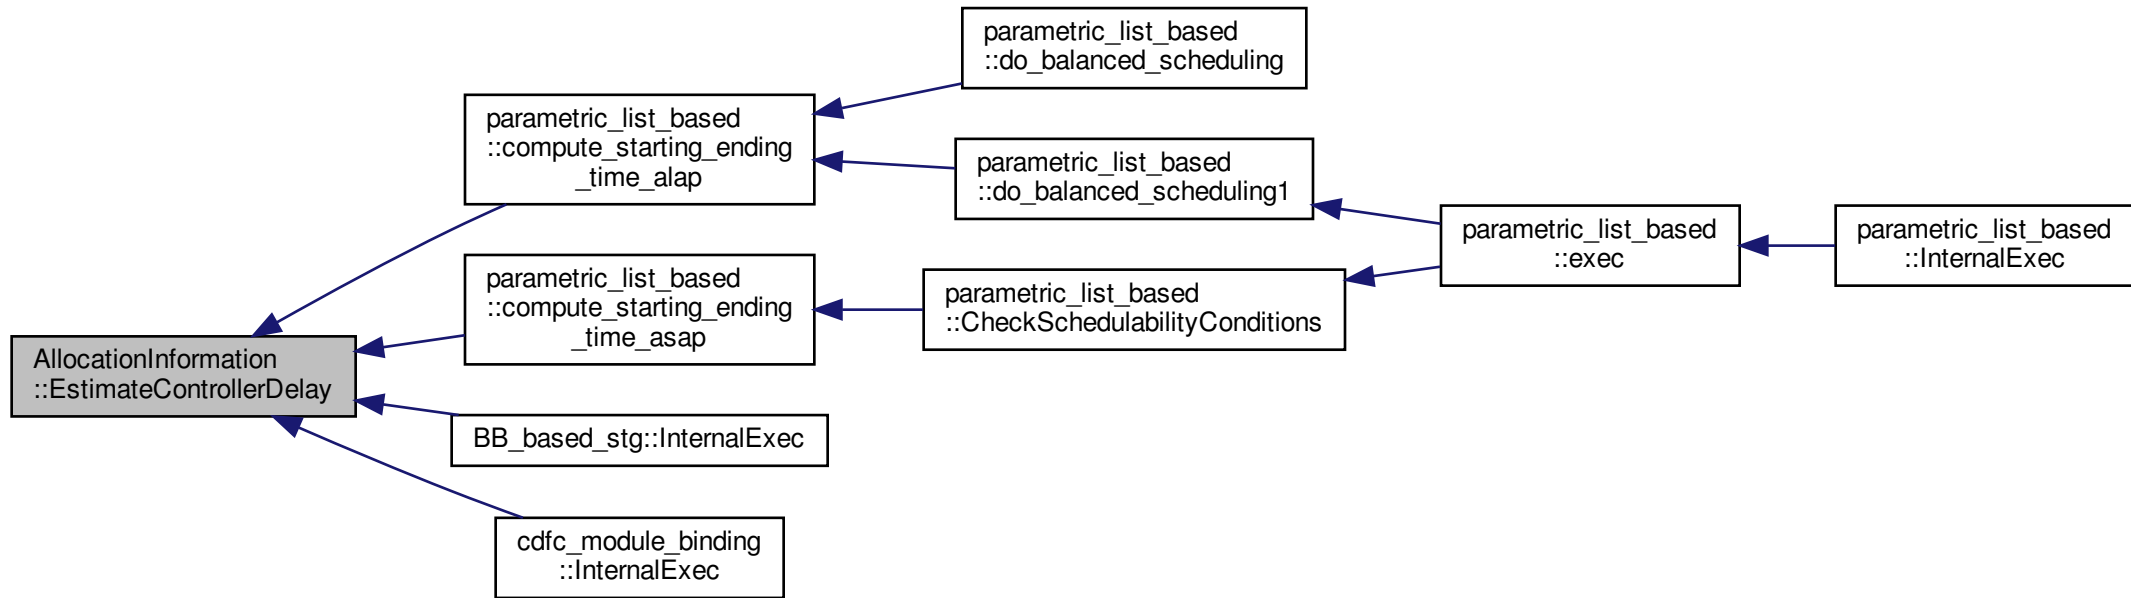 parametric_list_based
::do_balanced_scheduling
parametric_list_based
::compute_starting_ending
_time_alap
parametric_list_based
::do_balanced_scheduling1
parametric_list_based
::exec
parametric_list_based
::InternalExec
parametric_list_based
::compute_starting_ending
_time_asap
parametric_list_based
::CheckSchedulabilityConditions
AllocationInformation
::EstimateControllerDelay
BB_based_stg::InternalExec
cdfc_module_binding
::InternalExec